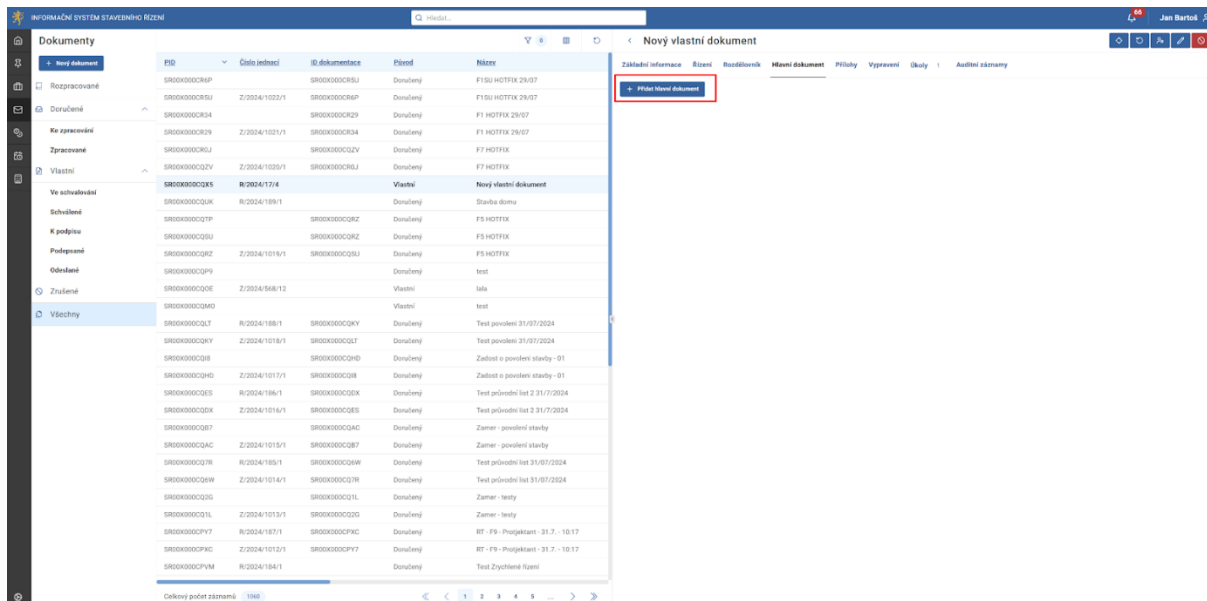 INFORMAČNÍ SYSTÉM STAVEBNÍHO ŘÍZENÍ
Hledat...
66
Jan Bartoš
Dokumenty
0
+ Nový dokument
Rozpracované
Doručené
Ke zpracování
Zpracované
Vlastní
Ve schvalování
Schválené
K podpisu
Podepsané
Odeslané
Zrušené
Všechny
PID Číslo jednací ID dokumentace Původ Název
SR00X000CR6P SR00X000CR5U Doručený F1SU HOTFIX 29/07
SR00X000CR5U Z/2024/1022/1 SR00X000CR6P Doručený F1SU HOTFIX 29/07
SR00X000CR34 SR00X000CR29 Doručený F1 HOTFIX 29/07
SR00X000CR29 Z/2024/1021/1 SR00X000CR34 Doručený F1 HOTFIX 29/07
SR00X000CR0J SR00X000CQZV Doručený F7 HOTFIX
SR00X000CQZV Z/2024/1020/1 SR00X000CR0J Doručený F7 HOTFIX
SR00X000CQX5 R/2024/17/4 Vlastní Nový vlastní dokument
SR00X000CQUK R/2024/189/1 Doručený Stavba domu
SR00X000CQTP SR00X000CQRZ Doručený F5 HOTFIX
SR00X000CQSU SR00X000CQRZ Doručený F5 HOTFIX
SR00X000CQRZ Z/2024/1019/1 SR00X000CQSU Doručený F5 HOTFIX
SR00X000CQP9 Doručený test
SR00X000CQOE Z/2024/568/12 Vlastní lala
SR00X000CQMO Vlastní test
SR00X000CQLT R/2024/188/1 SR00X000CQKY Doručený Test povoleni 31/07/2024
SR00X000CQKY Z/2024/1018/1 SR00X000CQLT Doručený Test povoleni 31/07/2024
SR00X000CQI8 SR00X000CQHD Doručený Zadost o povoleni stavby - 01
SR00X000CQHD Z/2024/1017/1 SR00X000CQI8 Doručený Zadost o povoleni stavby - 01
SR00X000CQES R/2024/186/1 SR00X000CQDX Doručený Test průvodní list 2 31/7/2024
SR00X000CQDX Z/2024/1016/1 SR00X000CQES Doručený Test průvodní list 2 31/7/2024
SR00X000CQB7 SR00X000CQAC Doručený Zamer - povolení stavby
SR00X000CQAC Z/2024/1015/1 SR00X000CQB7 Doručený Zamer - povolení stavby
SR00X000CQ7R R/2024/185/1 SR00X000CQ6W Doručený Test průvodní list 31/07/2024
SR00X000CQ6W Z/2024/1014/1 SR00X000CQ7R Doručený Test průvodní list 31/07/2024
SR00X000CQ2G SR00X000CQ1L Doručený Zamer - testy
SR00X000CQ1L Z/2024/1013/1 SR00X000CQ2G Doručený Zamer - testy
SR00X000CPY7 R/2024/187/1 SR00X000CPXC Doručený RT - F9 - Protjektant - 31.7. - 10:17
SR00X000CPXC Z/2024/1012/1 SR00X000CPY7 Doručený RT - F9 - Protjektant - 31.7. - 10:17
SR00X000CPVM R/2024/184/1 Doručený Test Zrychlené řízení
Celkový počet záznamů 1040
1 2 3 4 5 ...
Nový vlastní dokument
Základní informace Řízení Rozdělovník Hlavní dokument Přílohy Vypravení Úkoly 1 Auditní záznamy
+ Přidat hlavní dokument